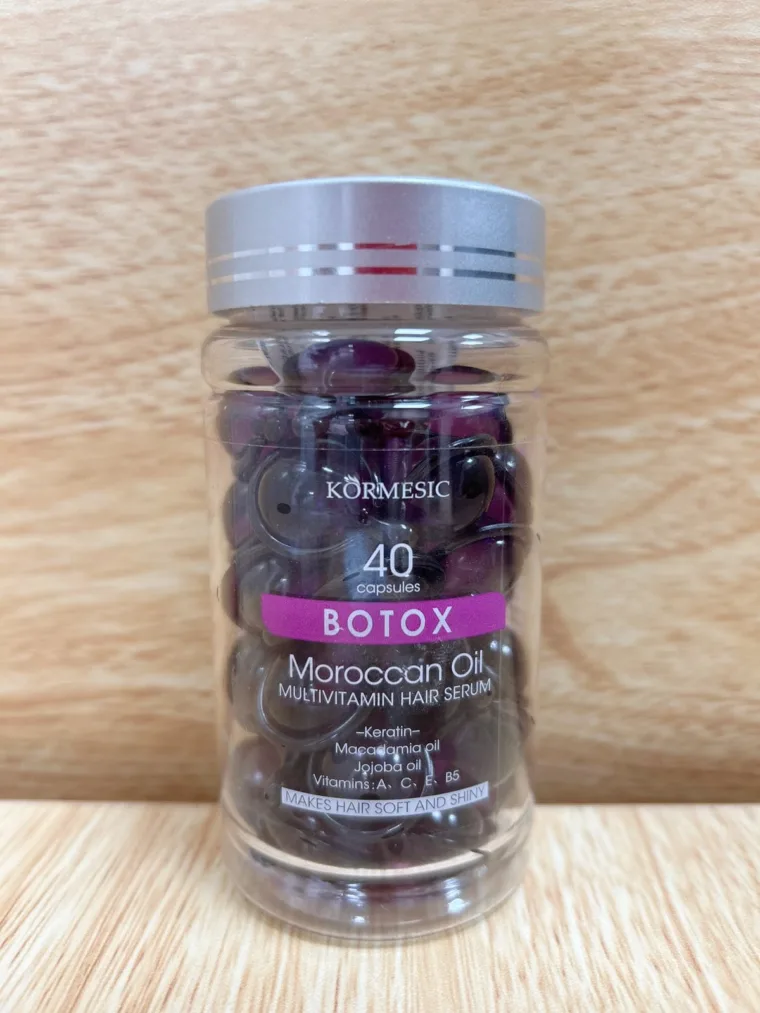 KORMESIC
40
capsules
BOTOX
Moroccan Oil
MULTIVITAMIN HAIR SERUM
–Keratin–
Macadamia oil
Jojoba oil
Vitamins:A、C、E、B5
MAKES HAIR SOFT AND SHINY